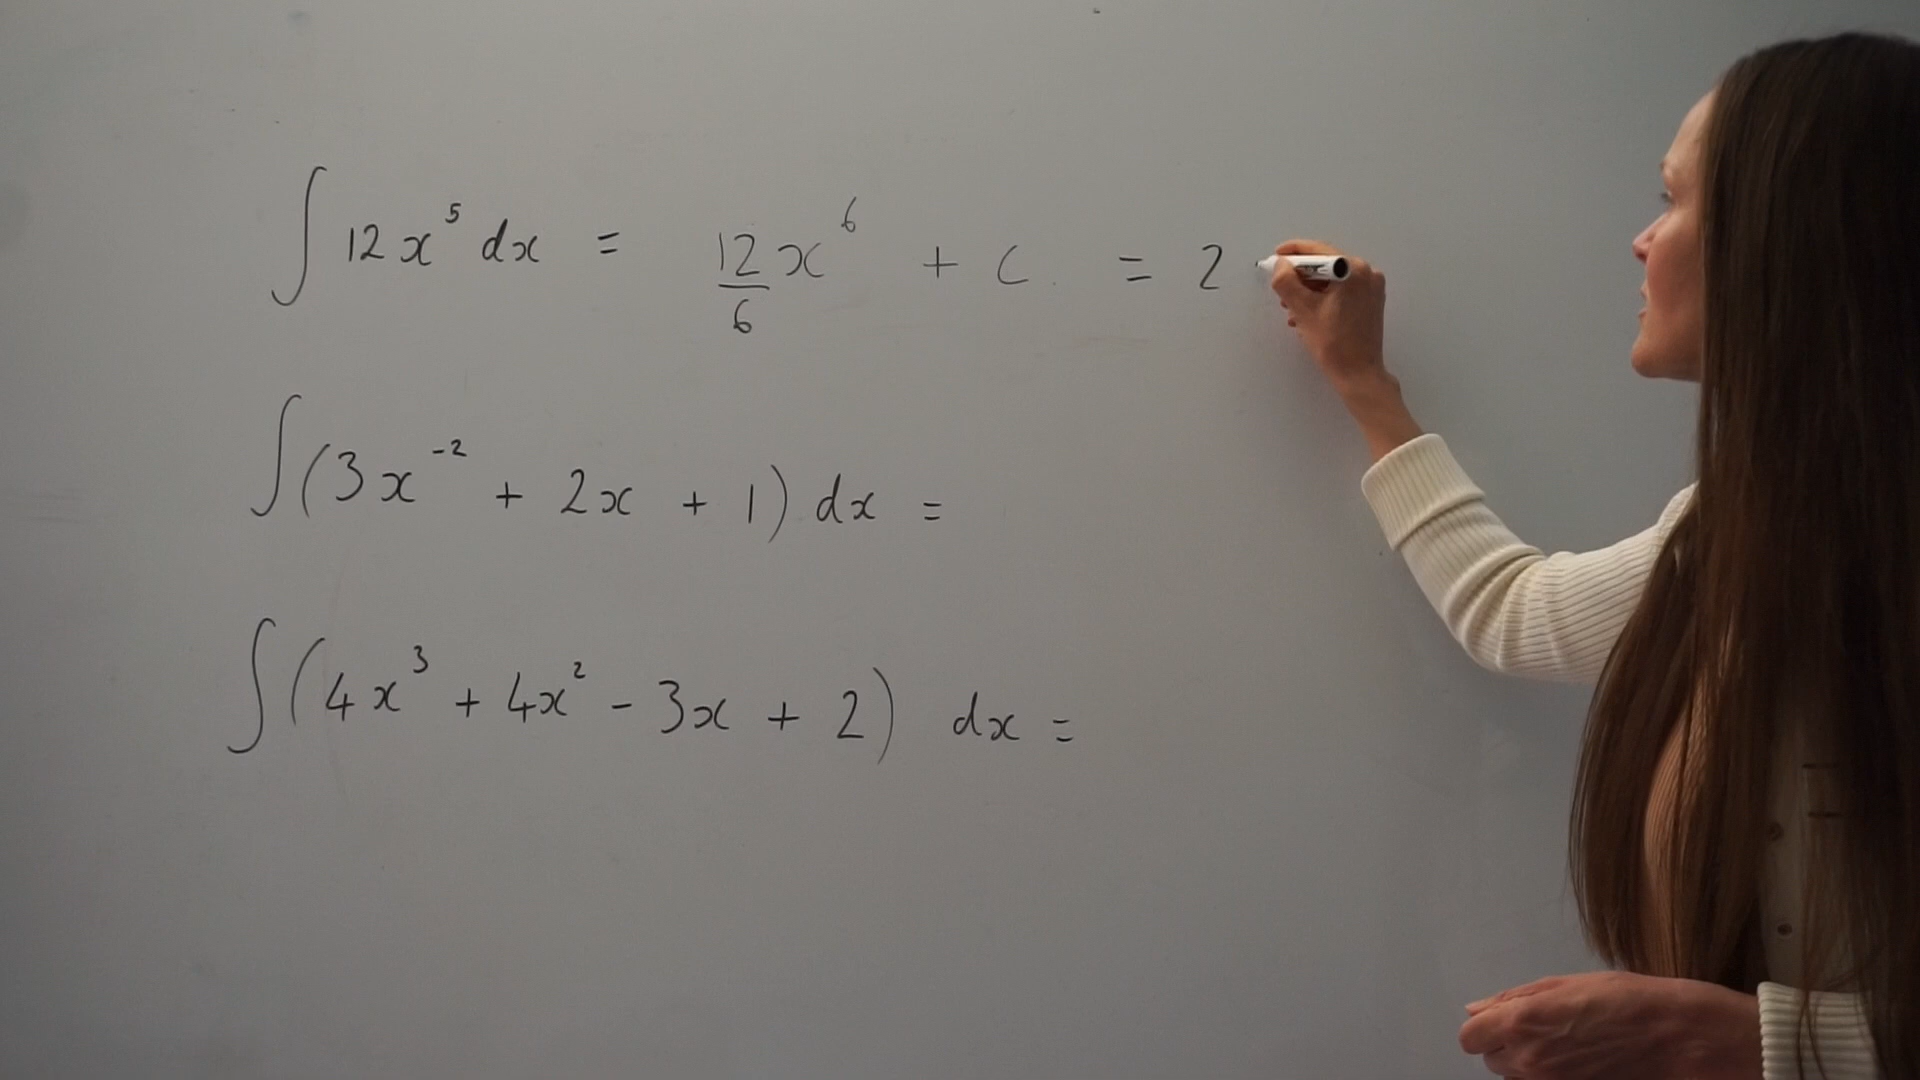 ∫ 12x⁵ dx = 12/6 x⁶ + c = 2
∫(3x⁻² + 2x + 1) dx =
∫(4x³ + 4x² - 3x + 2) dx =